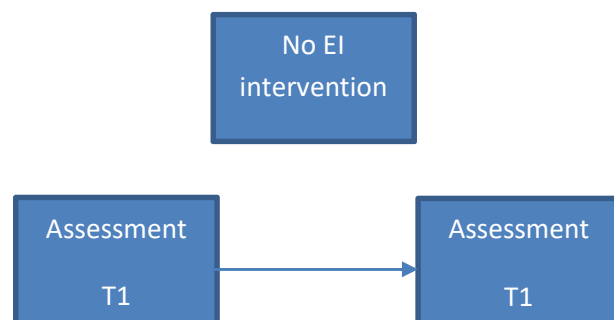 No EI
intervention
Assessment
T1
Assessment
T1